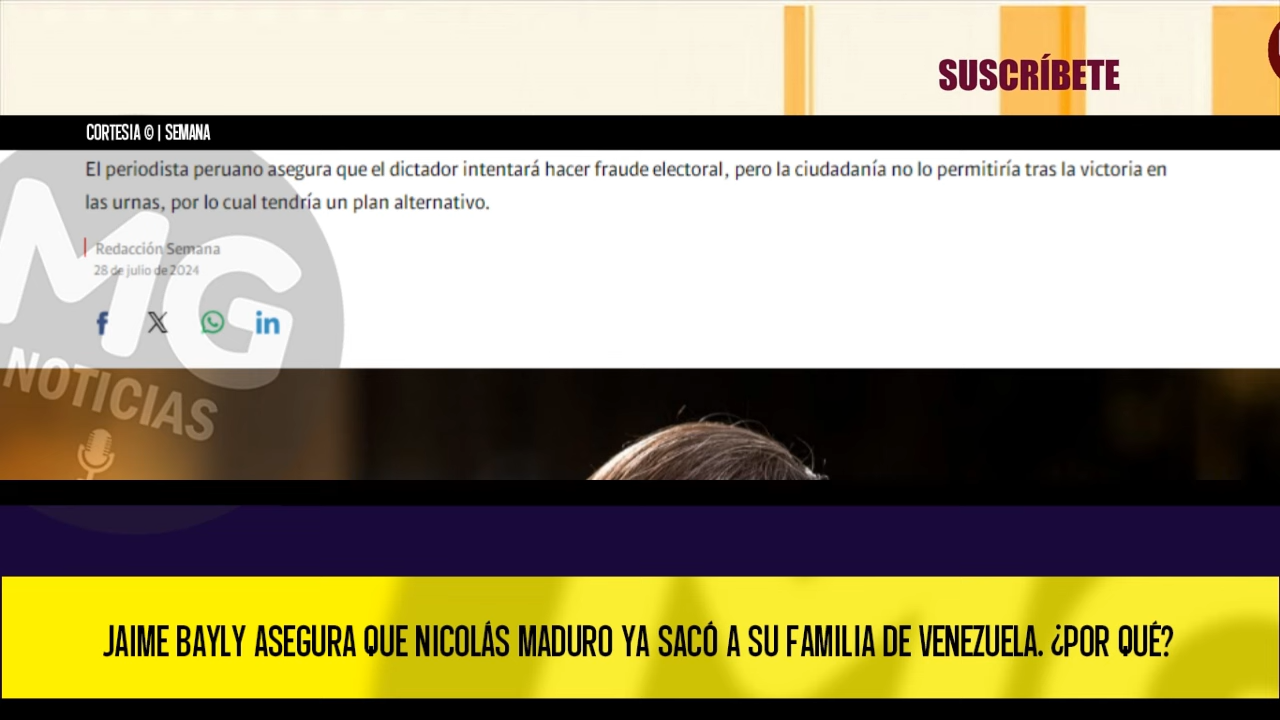 SUSCRÍBETE
CORTESIA © | SEMANA
El periodista peruano asegura que el dictador intentará hacer fraude electoral, pero la ciudadanía no lo permitiría tras la victoria en
las urnas, por lo cual tendría un plan alternativo.
Redacción Semana
28 de julio de 2024
MG
NOTICIAS
JAIME BAYLY ASEGURA QUE NICOLÁS MADURO YA SACÓ A SU FAMILIA DE VENEZUELA. ¿POR QUÉ?